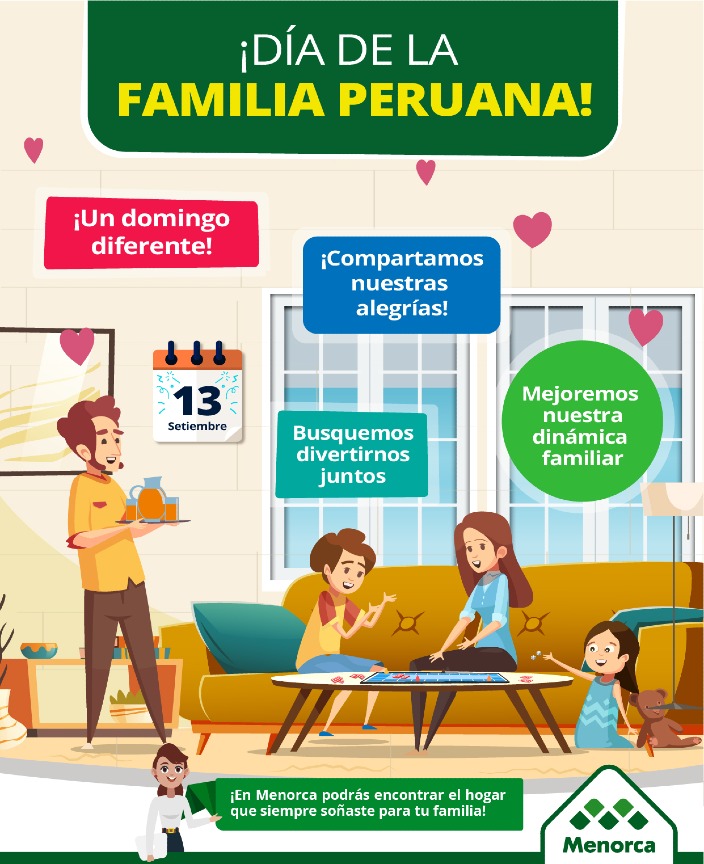 ¡DÍA DE LA
FAMILIA PERUANA!
¡Un domingo
diferente!
¡Compartamos
nuestras
alegrías!
13
Setiembre
Mejoremos
nuestra
dinámica
familiar
Busquemos
divertirnos
juntos
¡En Menorca podrás encontrar el hogar
que siempre soñaste para tu familia!
Menorca